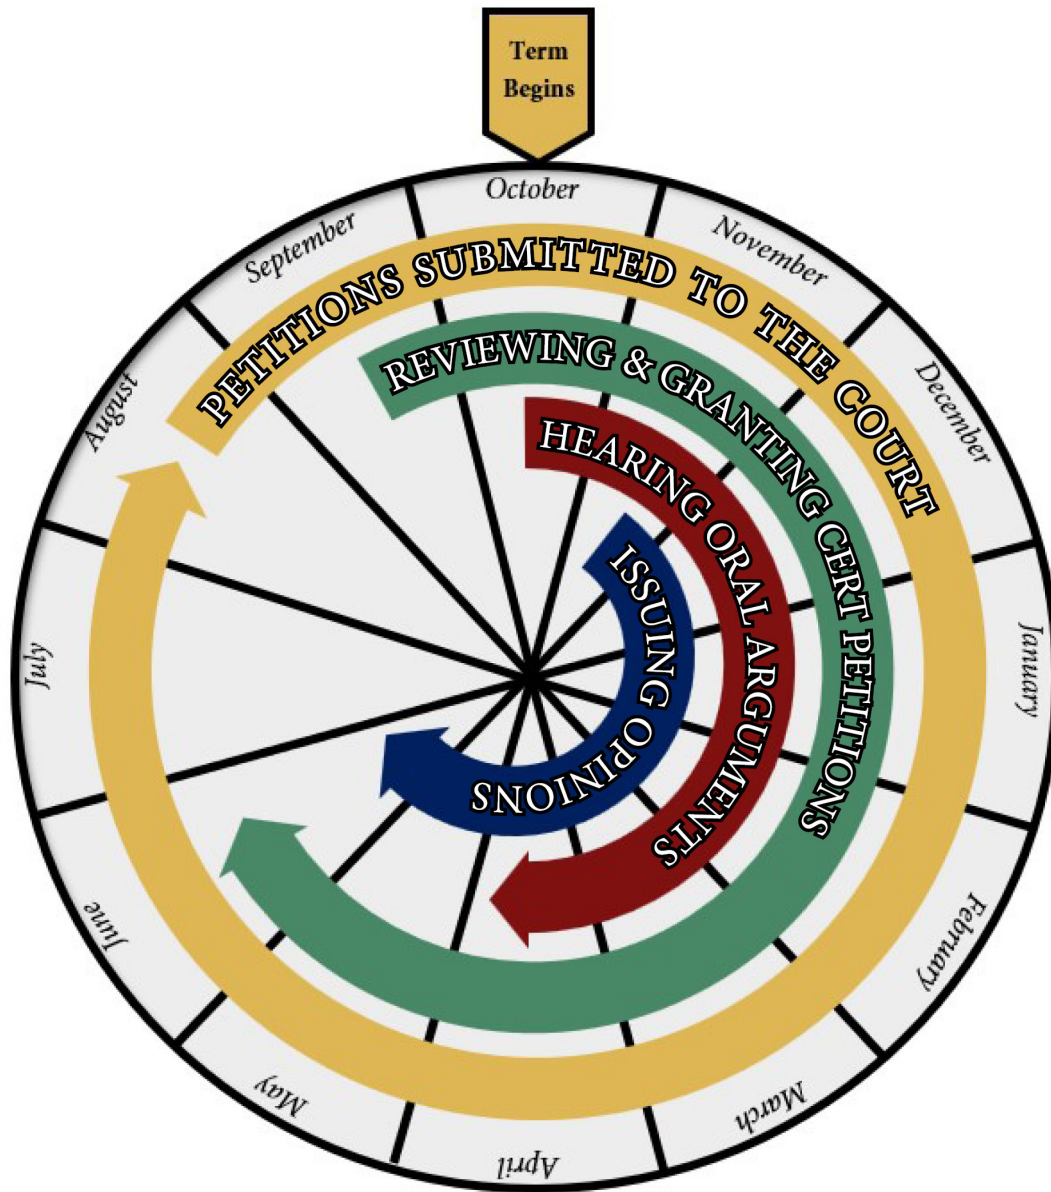 Term
Begins
October
November
December
January
February
March
April
May
June
July
August
September
PETITIONS SUBMITTED TO THE COURT
REVIEWING & GRANTING CERT PETITIONS
HEARING ORAL ARGUMENTS
ISSUING OPINIONS